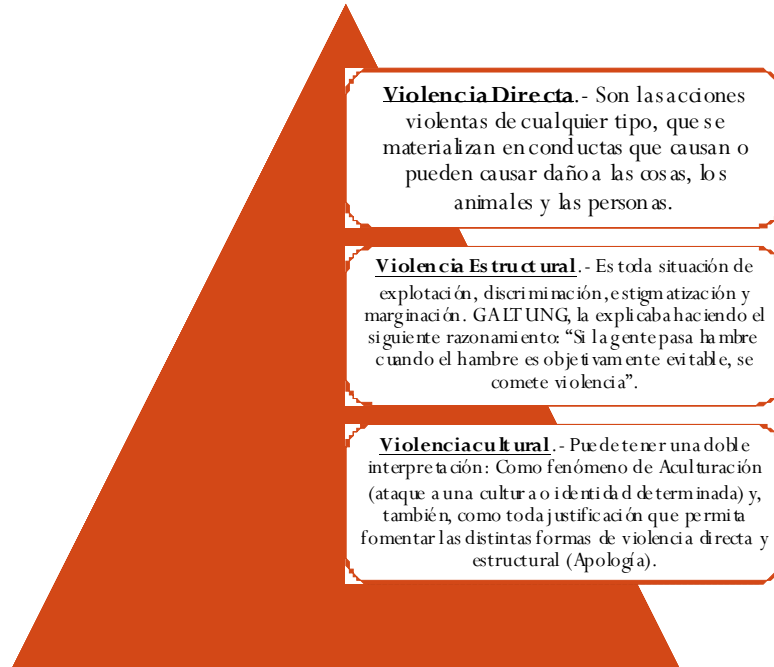 Violencia Directa.- Son las acciones
violentas de cualquier tipo, que se
materializan en conductas que causan o
pueden causar daño a las cosas, los
animales y las personas.
Violencia Estructural.- Es toda situación de
explotación, discriminación, estigmatización y
marginación. GALTUNG, la explicaba haciendo el
siguiente razonamiento: “Si la gente pasa hambre
cuando el hambre es objetivamente evitable, se
comete violencia”.
Violencia cultural.- Puede tener una doble
interpretación: Como fenómeno de Aculturación
(ataque a una cultura o identidad determinada) y,
también, como toda justificación que permita
fomentar las distintas formas de violencia directa y
estructural (Apología).